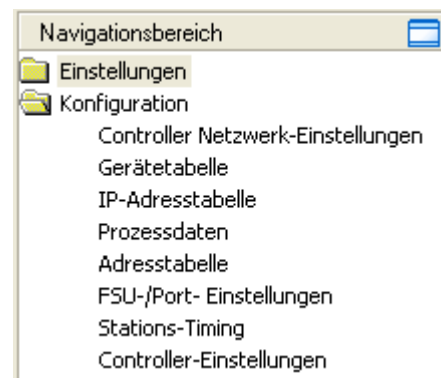 Navigationsbereich
Einstellungen
Konfiguration
Controller Netzwerk-Einstellungen
Gerätetabelle
IP-Adresstabelle
Prozessdaten
Adresstabelle
FSU-/Port- Einstellungen
Stations-Timing
Controller-Einstellungen